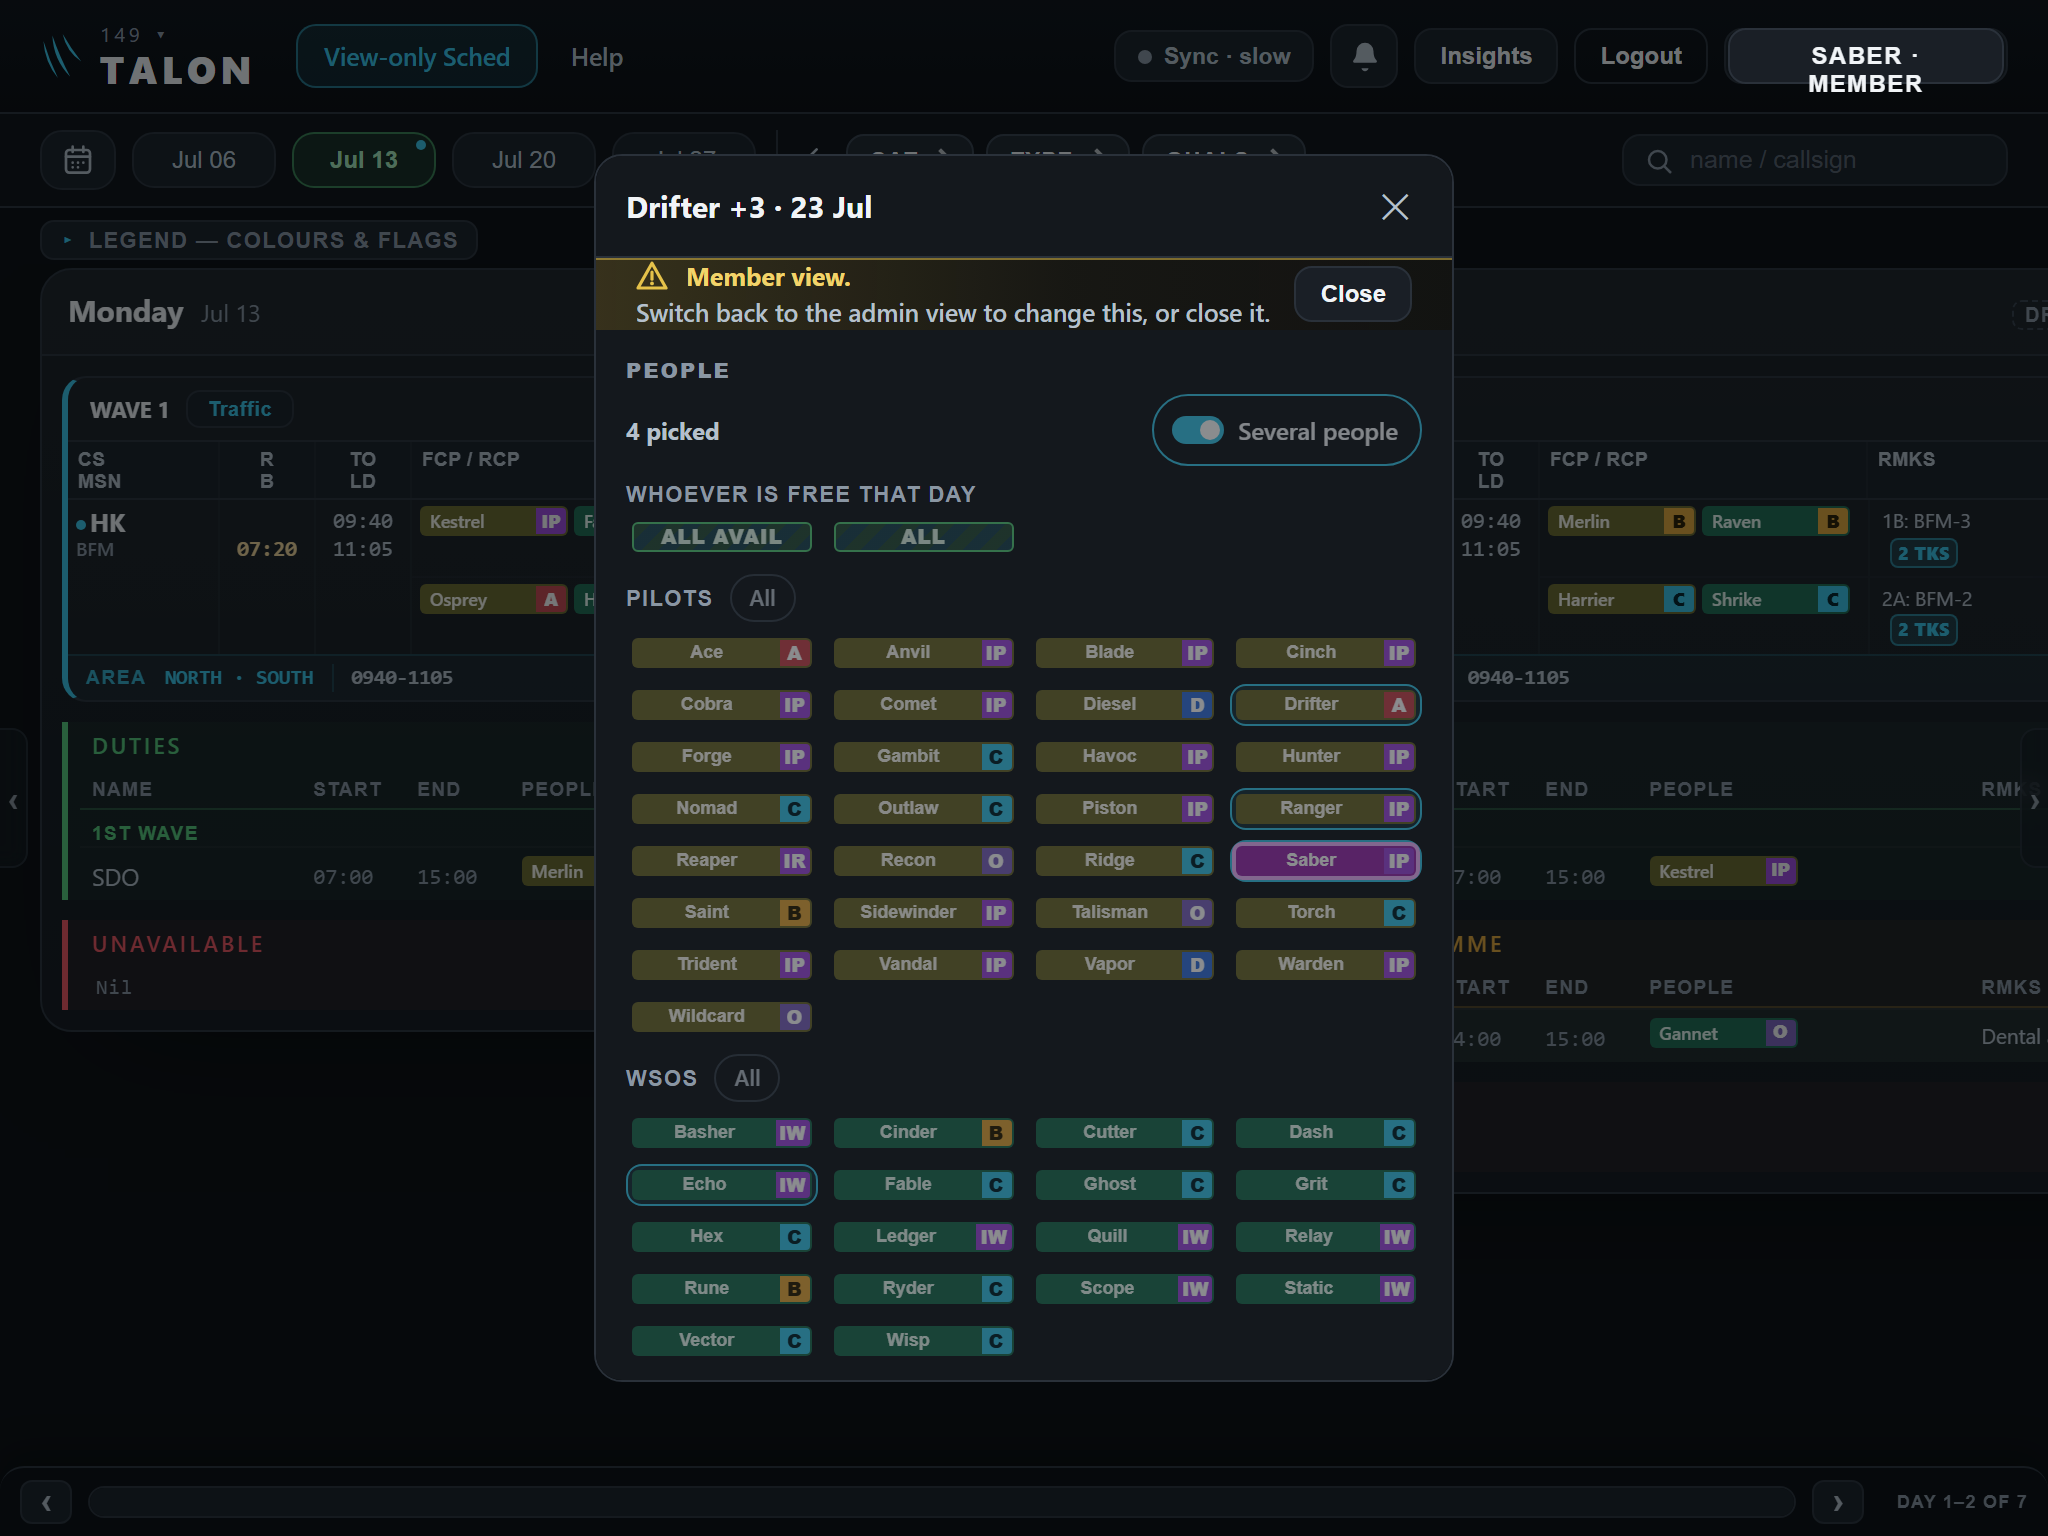 149 ▾
TALON
View-only Sched
Help
Sync · slow
Insights
Logout
SABER ·
MEMBER
Jul 06
Jul 13
Jul 20
name / callsign
LEGEND — COLOURS & FLAGS
Monday Jul 13
WAVE 1 Traffic
CS
MSN
R
B
TO
LD
FCP / RCP
HK
BFM
07:20
09:40
11:05
Kestrel IP
Osprey A
AREA NORTH · SOUTH 0940-1105
DUTIES
NAME START END
1ST WAVE
SDO 07:00 15:00 Merlin
UNAVAILABLE
Nil
Drifter +3 · 23 Jul
Member view.
Switch back to the admin view to change this, or close it.
Close
PEOPLE
4 picked
Several people
WHOEVER IS FREE THAT DAY
ALL AVAIL ALL
PILOTS All
Ace A Anvil IP Blade IP Cinch IP
Cobra IP Comet IP Diesel D Drifter A
Forge IP Gambit C Havoc IP Hunter IP
Nomad C Outlaw C Piston IP Ranger IP
Reaper IR Recon O Ridge C Saber IP
Saint B Sidewinder IP Talisman O Torch C
Trident IP Vandal IP Vapor D Warden IP
Wildcard O
WSOS All
Basher IW Cinder B Cutter C Dash C
Echo IW Fable C Ghost C Grit C
Hex C Ledger IW Quill IW Relay IW
Rune B Ryder C Scope IW Static IW
Vector C Wisp C
TO
LD
FCP / RCP
RMKS
09:40
11:05
Merlin B Raven B 1B: BFM-3
2 TKS
Harrier C Shrike C 2A: BFM-2
2 TKS
0940-1105
END PEOPLE
15:00 Kestrel IP
END PEOPLE RMKS
15:00 Gannet O Dental
DAY 1–2 OF 7